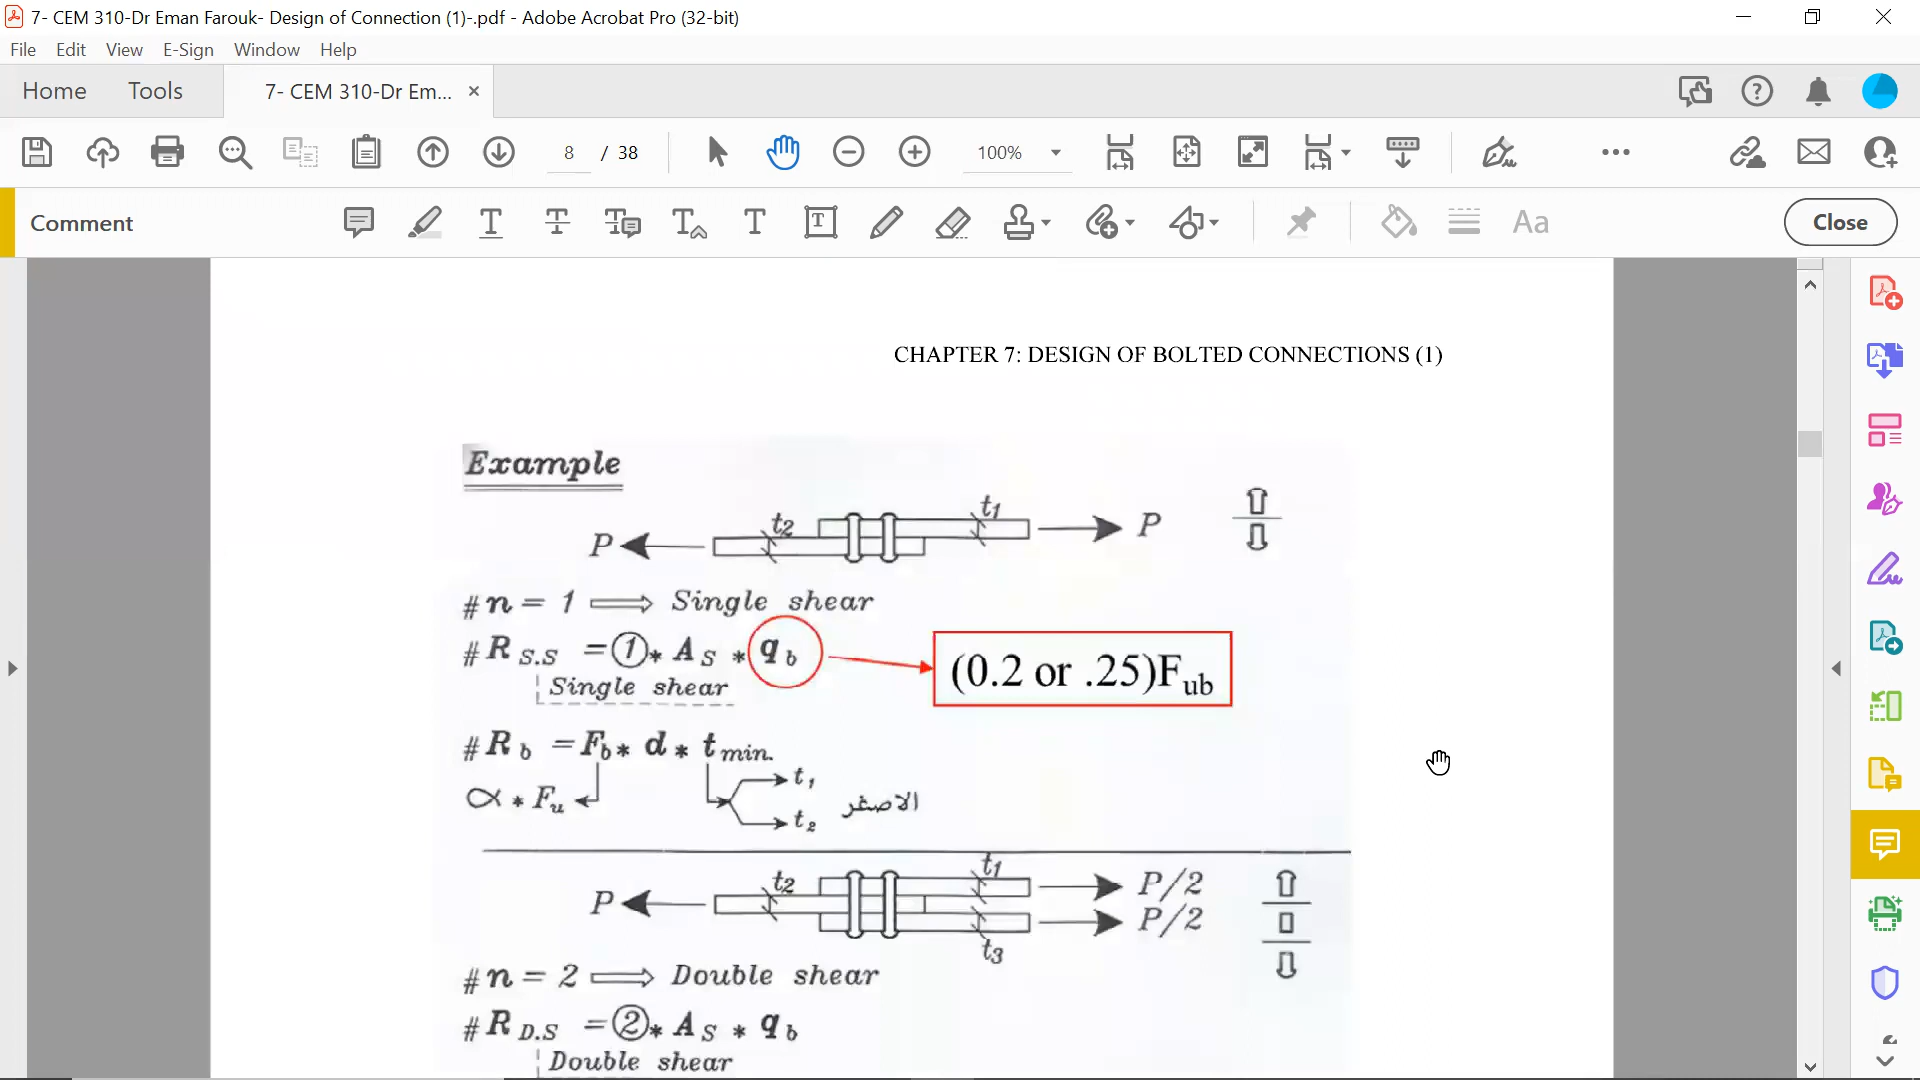 7- CEM 310-Dr Eman Farouk- Design of Connection (1)-.pdf - Adobe Acrobat Pro (32-bit)
File Edit View E-Sign Window Help
Home Tools 7- CEM 310-Dr Em... ×
8 / 38 100%
Comment Aa Close
CHAPTER 7: DESIGN OF BOLTED CONNECTIONS (1)
Example
t2 t1
P P
#n = 1 ⟹ Single shear
#R S.S = ①* A S * q b (0.2 or .25)Fub
Single shear
#R b = Fb* d * t min.
t1
∝ * Fu الاصغر
t2
t2 t1
P P/2
P/2
t3
#n = 2 ⟹ Double shear
#R D.S = ②* A S * q b
Double shear